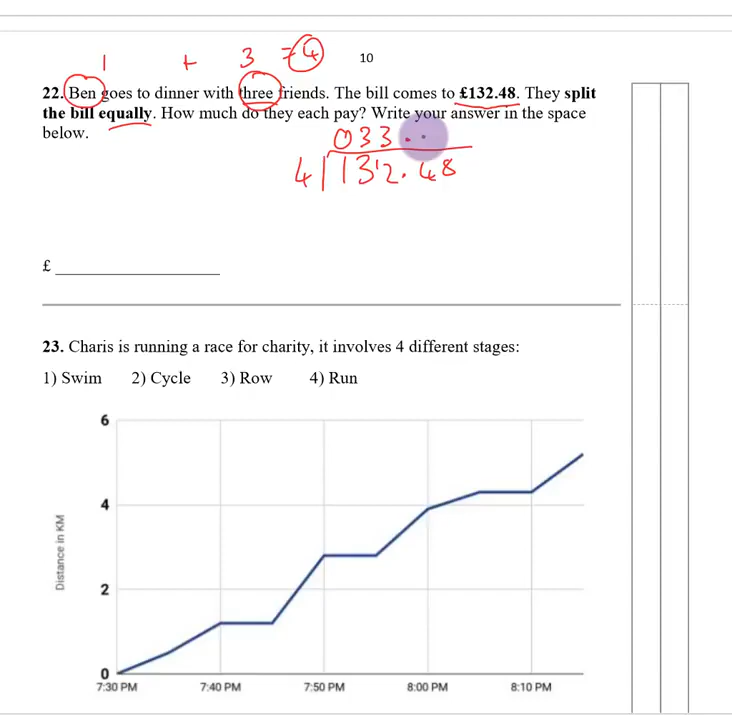 1 + 3 = 4
10
22. Ben goes to dinner with three friends. The bill comes to £132.48. They split
the bill equally. How much do they each pay? Write your answer in the space
below.
033.
4 132.48
£
23. Charis is running a race for charity, it involves 4 different stages:
1) Swim 2) Cycle 3) Row 4) Run
6
4
2
0
Distance in KM
7:30 PM 7:40 PM 7:50 PM 8:00 PM 8:10 PM